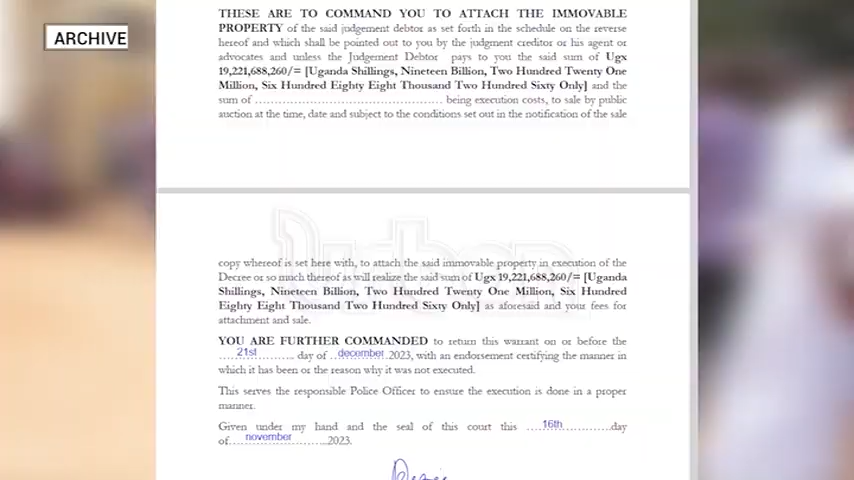 ARCHIVE
THESE ARE TO COMMAND YOU TO ATTACH THE IMMOVABLE
PROPERTY of the said judgement debtor as set forth in the schedule on the reverse
hereof and which shall be pointed out to you by the judgment creditor or his agent or
advocates and unless the Judgement Debtor pays to you the said sum of Ugx
19,221,688,260/= [Uganda Shillings, Nineteen Billion, Two Hundred Twenty One
Million, Six Hundred Eighty Eight Thousand Two Hundred Sixty Only] and the
sum of ………………………………………… being execution costs, to sale by public
auction at the time, date and subject to the conditions set out in the notification of the sale
urban
copy whereof is set here with, to attach the said immovable property in execution of the
Decree or so much thereof as will realize the said sum of Ugx 19,221,688,260/= [Uganda
Shillings, Nineteen Billion, Two Hundred Twenty One Million, Six Hundred
Eighty Eight Thousand Two Hundred Sixty Only] as aforesaid and your fees for
attachment and sale.
YOU ARE FURTHER COMMANDED to return this warrant on or before the
…21st……….. day of …december.2023, with an endorsement certifying the manner in
which it has been or the reason why it was not executed.
This serves the responsible Police Officer to ensure the execution is done in a proper
manner.
Given under my hand and the seal of this court this …16th………….day
of…november………...2023.